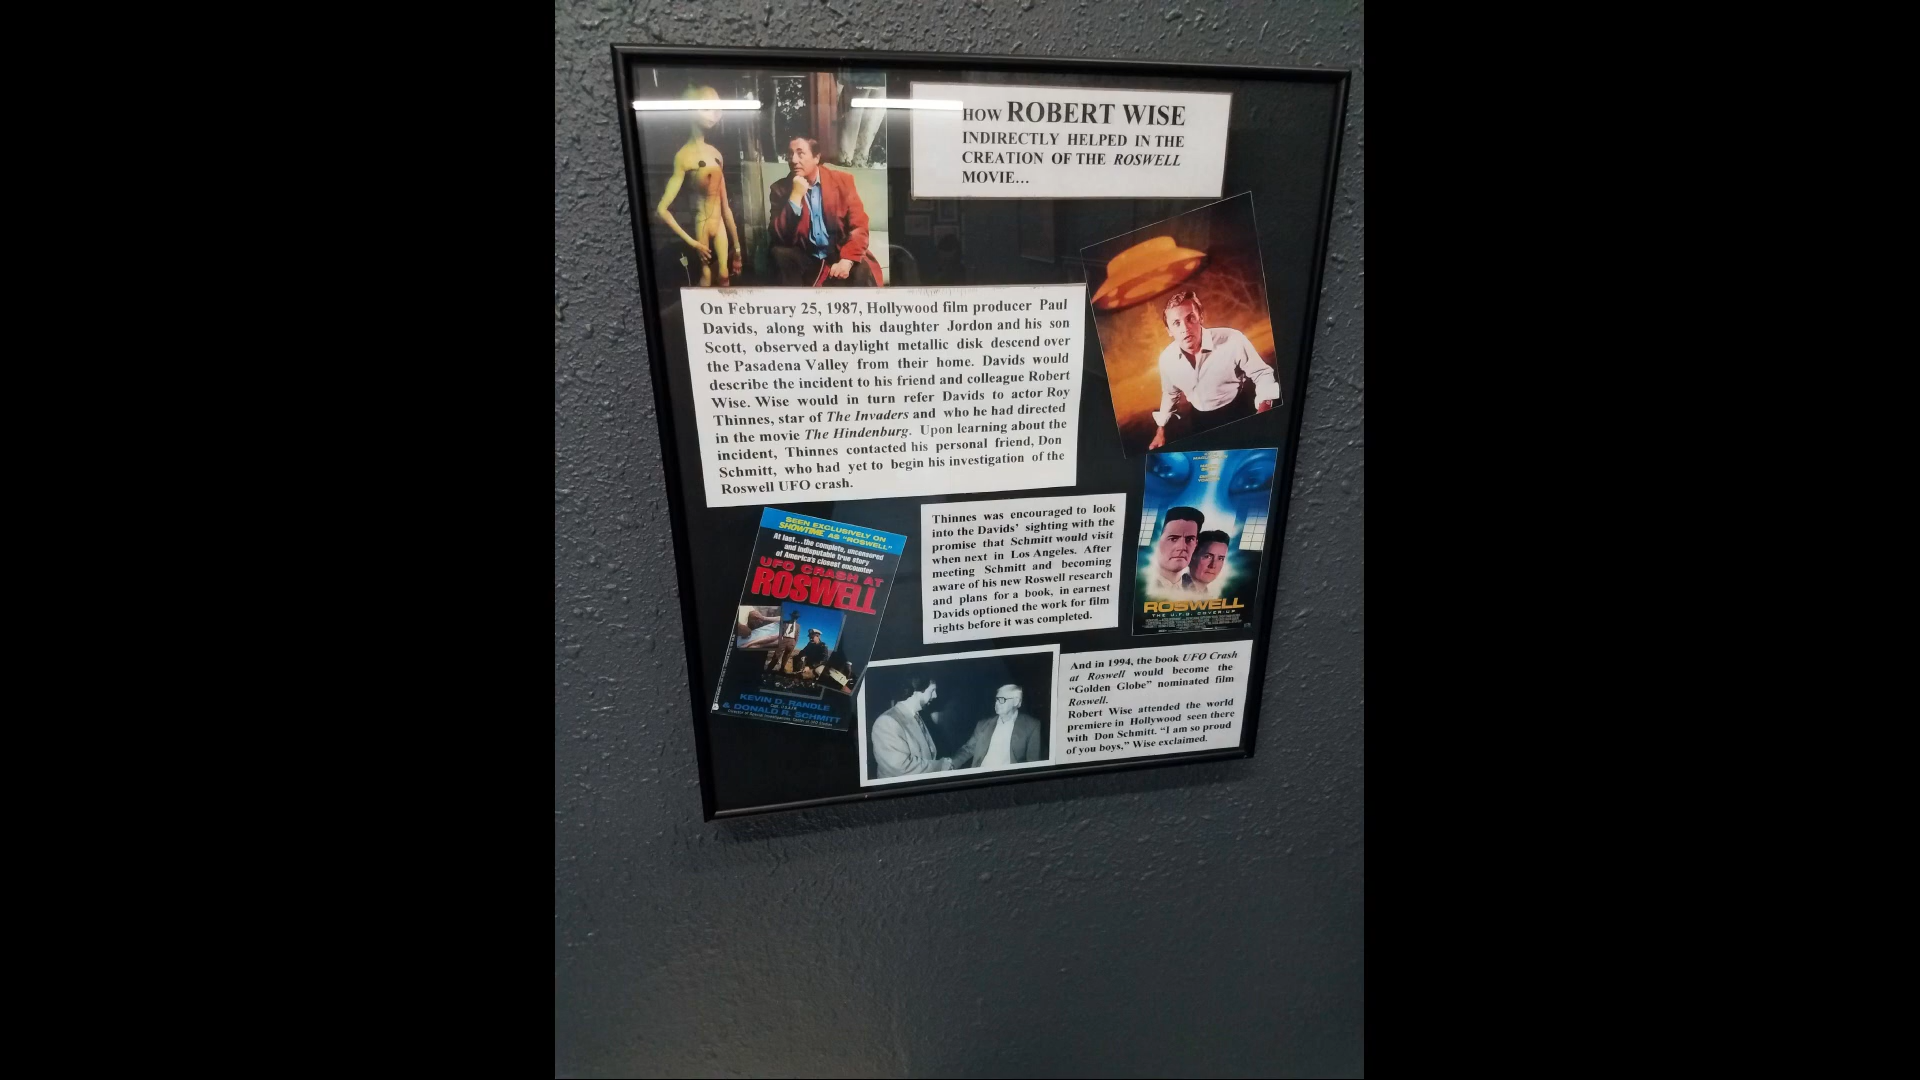 HOW ROBERT WISE
INDIRECTLY HELPED IN THE
CREATION OF THE ROSWELL
MOVIE...
On February 25, 1987, Hollywood film producer Paul
Davids, along with his daughter Jordon and his son
Scott, observed a daylight metallic disk descend over
the Pasadena Valley from their home. Davids would
describe the incident to his friend and colleague Robert
Wise. Wise would in turn refer Davids to actor Roy
Thinnes, star of The Invaders and who he had directed
in the movie The Hindenburg. Upon learning about the
incident, Thinnes contacted his personal friend, Don
Schmitt, who had yet to begin his investigation of the
Roswell UFO crash.
Thinnes was encouraged to look
into the Davids' sighting with the
promise that Schmitt would visit
when next in Los Angeles. After
meeting Schmitt and becoming
aware of his new Roswell research
and plans for a book, in earnest
Davids optioned the work for film
rights before it was completed.
SEEN EXCLUSIVELY ON
SHOWTIME AS "ROSWELL"
At last...the complete, uncensored
and indisputable true story
of America's closest encounter
UFO CRASH AT
ROSWELL
KEVIN D. RANDLE
& DONALD R. SCHMITT
ROSWELL
THE U.F.O. COVER-UP
And in 1994, the book UFO Crash
at Roswell would become the
"Golden Globe" nominated film
Roswell.
Robert Wise attended the world
premiere in Hollywood seen there
with Don Schmitt. "I am so proud
of you boys," Wise exclaimed.